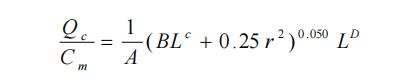 Q_c / C_m = 1 / A (BL^c + 0.25 r^2)^0.050 L^D